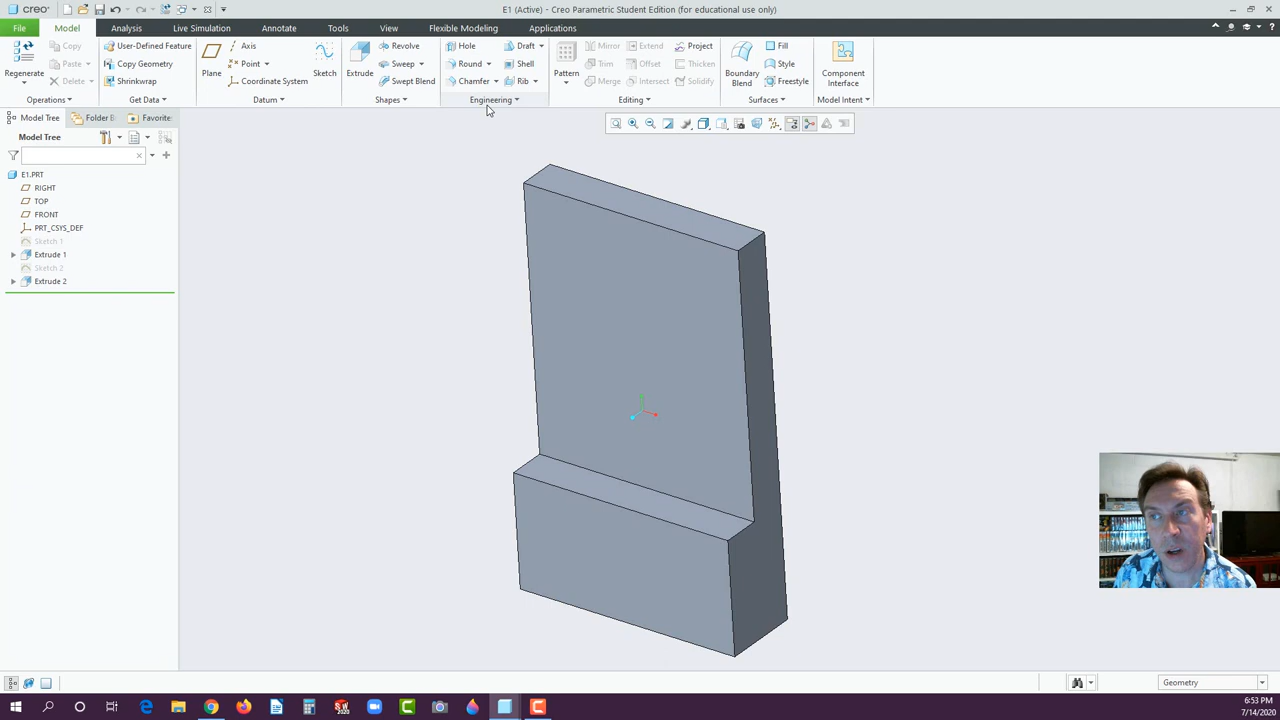 creo
E1 (Active) - Creo Parametric Student Edition (for educational use only)
File Model Analysis Live Simulation Annotate Tools View Flexible Modeling Applications
Regenerate
Copy
Paste
Delete
Operations
User-Defined Feature
Copy Geometry
Shrinkwrap
Get Data
Plane
Axis
Point
Coordinate System
Sketch
Datum
Extrude
Revolve
Sweep
Swept Blend
Shapes
Hole
Round
Chamfer
Draft
Shell
Rib
Engineering
Pattern
Mirror
Trim
Merge
Extend
Offset
Intersect
Project
Thicken
Solidify
Editing
Boundary
Blend
Fill
Style
Freestyle
Surfaces
Component
Interface
Model Intent
Model Tree Folder B Favorite
Model Tree
E1.PRT
RIGHT
TOP
FRONT
PRT_CSYS_DEF
Sketch 1
Extrude 1
Sketch 2
Extrude 2
Geometry
6:53 PM
7/14/2020